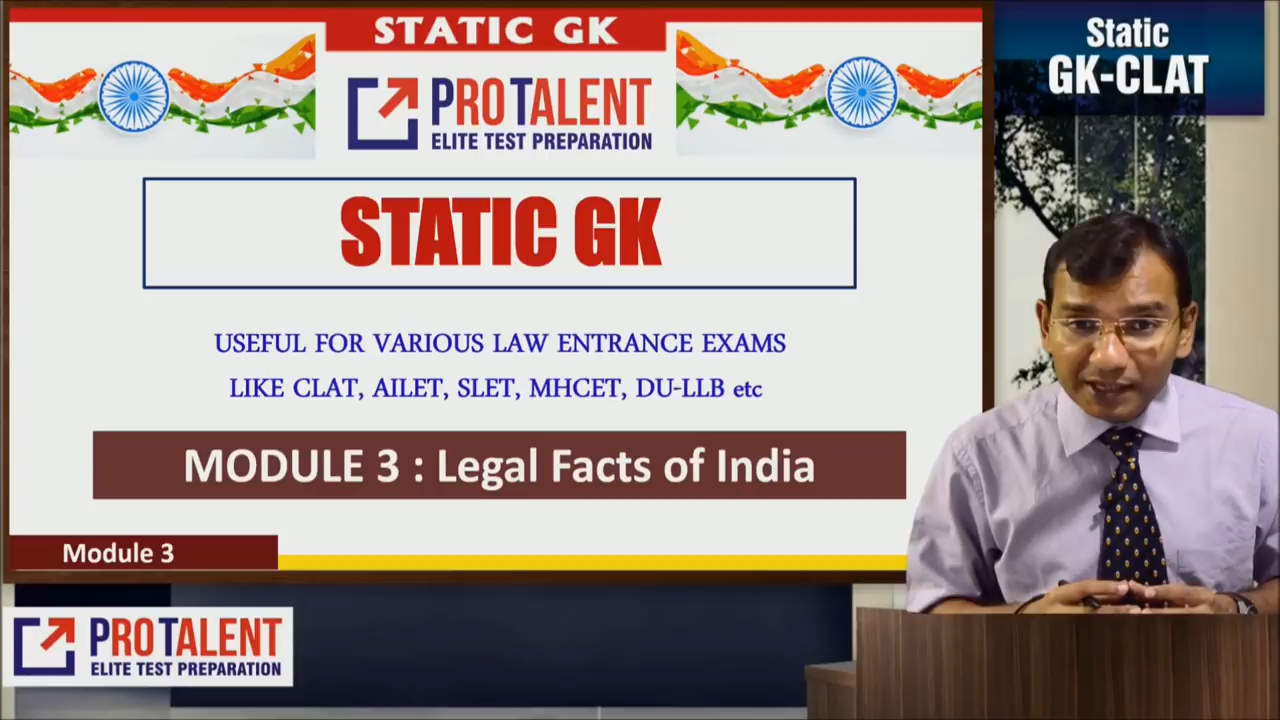 STATIC GK
PROTALENT
ELITE TEST PREPARATION
Static
GK-CLAT
STATIC GK
USEFUL FOR VARIOUS LAW ENTRANCE EXAMS
LIKE CLAT, AILET, SLET, MHCET, DU-LLB etc
MODULE 3 : Legal Facts of India
Module 3
PROTALENT
ELITE TEST PREPARATION